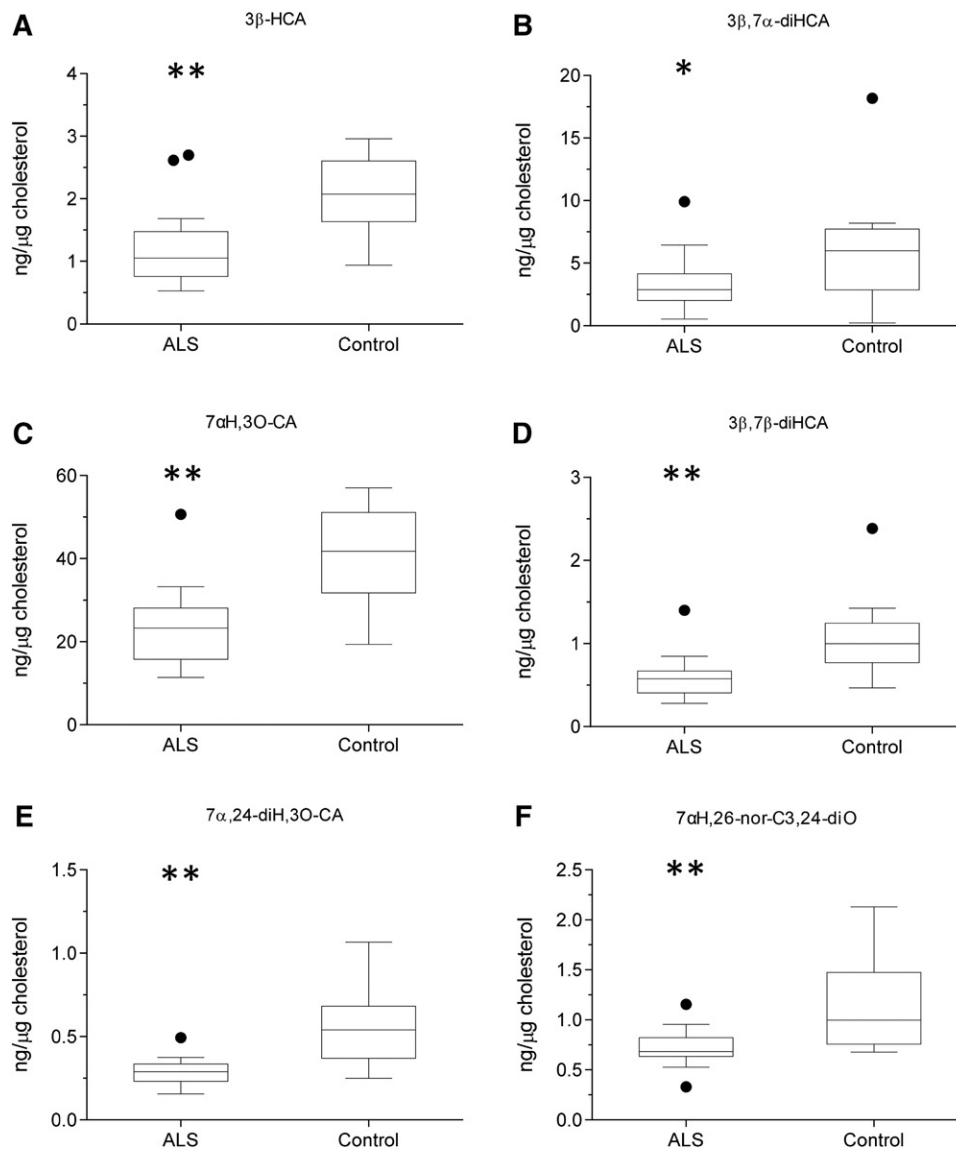 A
3β-HCA
**
4
3
2
1
0
ng/μg cholesterol
ALS
Control
B
3β,7α-diHCA
*
20
15
10
5
0
ng/μg cholesterol
ALS
Control
C
7αH,3O-CA
**
60
40
20
0
ng/μg cholesterol
ALS
Control
D
3β,7β-diHCA
**
3
2
1
0
ng/μg cholesterol
ALS
Control
E
7α,24-diH,3O-CA
**
1.5
1.0
0.5
0.0
ng/μg cholesterol
ALS
Control
F
7αH,26-nor-C3,24-diO
**
2.5
2.0
1.5
1.0
0.5
0.0
ng/μg cholesterol
ALS
Control